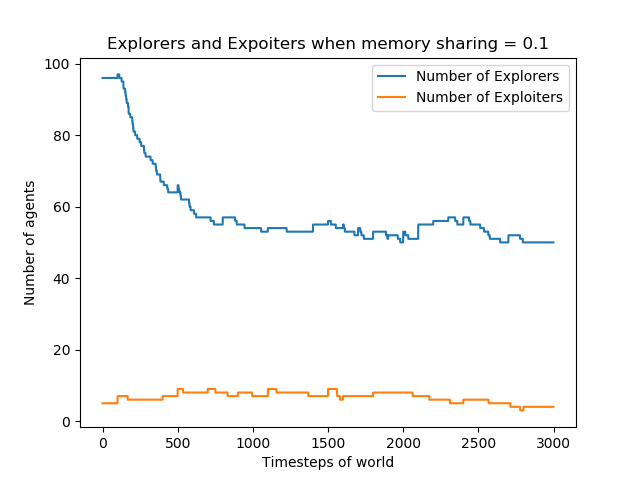 Explorers and Expoiters when memory sharing = 0.1
Number of Explorers
Number of Exploiters
Number of agents
100
80
60
40
20
0
0 500 1000 1500 2000 2500 3000
Timesteps of world